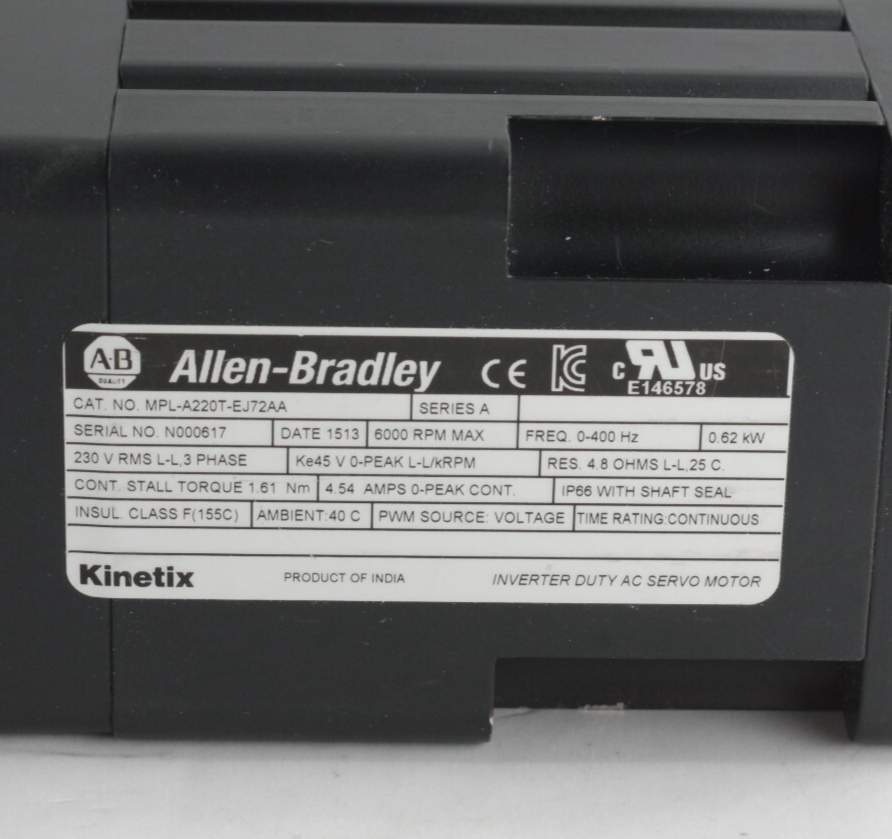 A·B QUALITY Allen-Bradley CE KC C RU US
E146578
CAT. NO. MPL-A220T-EJ72AA SERIES A
SERIAL NO. N000617 DATE 1513 6000 RPM MAX FREQ. 0-400 Hz 0.62 kW
230 V RMS L-L,3 PHASE Ke45 V 0-PEAK L-L/kRPM RES. 4.8 OHMS L-L,25 C.
CONT. STALL TORQUE 1.61 Nm 4.54 AMPS 0-PEAK CONT. IP66 WITH SHAFT SEAL
INSUL. CLASS F(155C) AMBIENT:40 C PWM SOURCE: VOLTAGE TIME RATING:CONTINUOUS
Kinetix PRODUCT OF INDIA INVERTER DUTY AC SERVO MOTOR